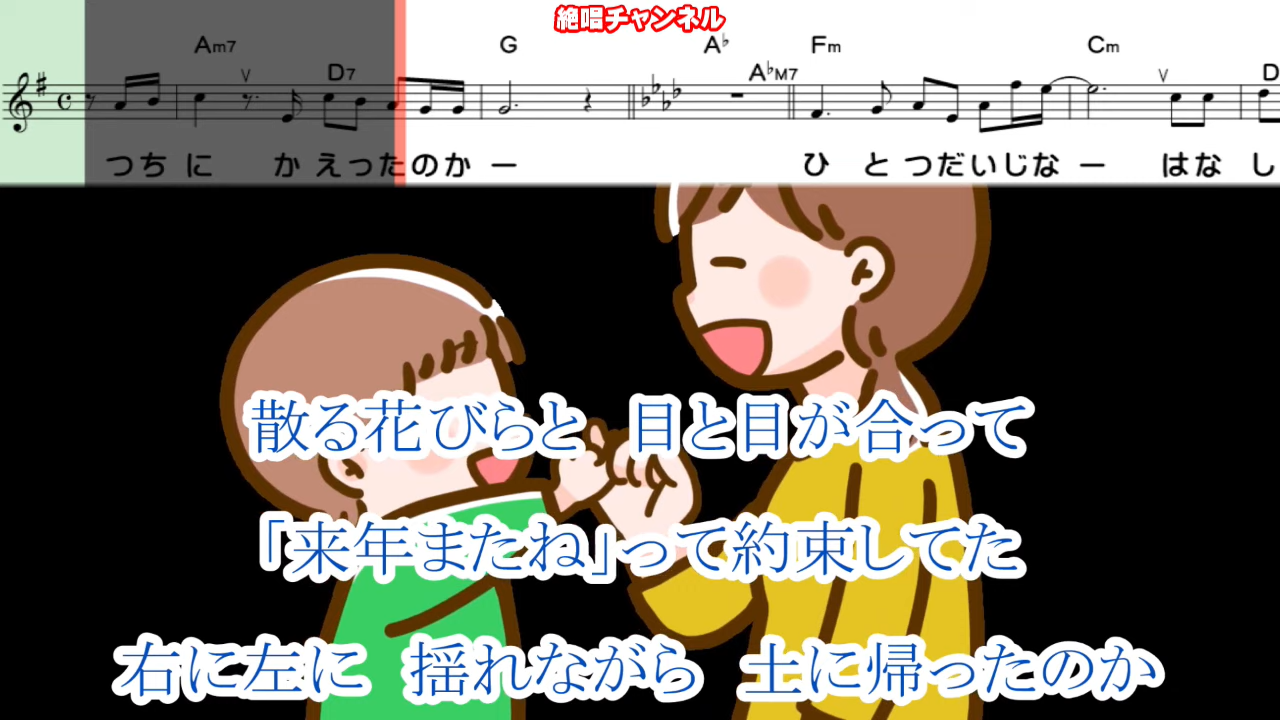 絶唱チャンネル
Am7 D7 G A♭ A♭M7 Fm Cm D
つちに かえったのか ー ひとつだいじな ー はなし
散る花びらと 目と目が合って
「来年またね」って約束してた
右に左に 揺れながら 土に帰ったのか